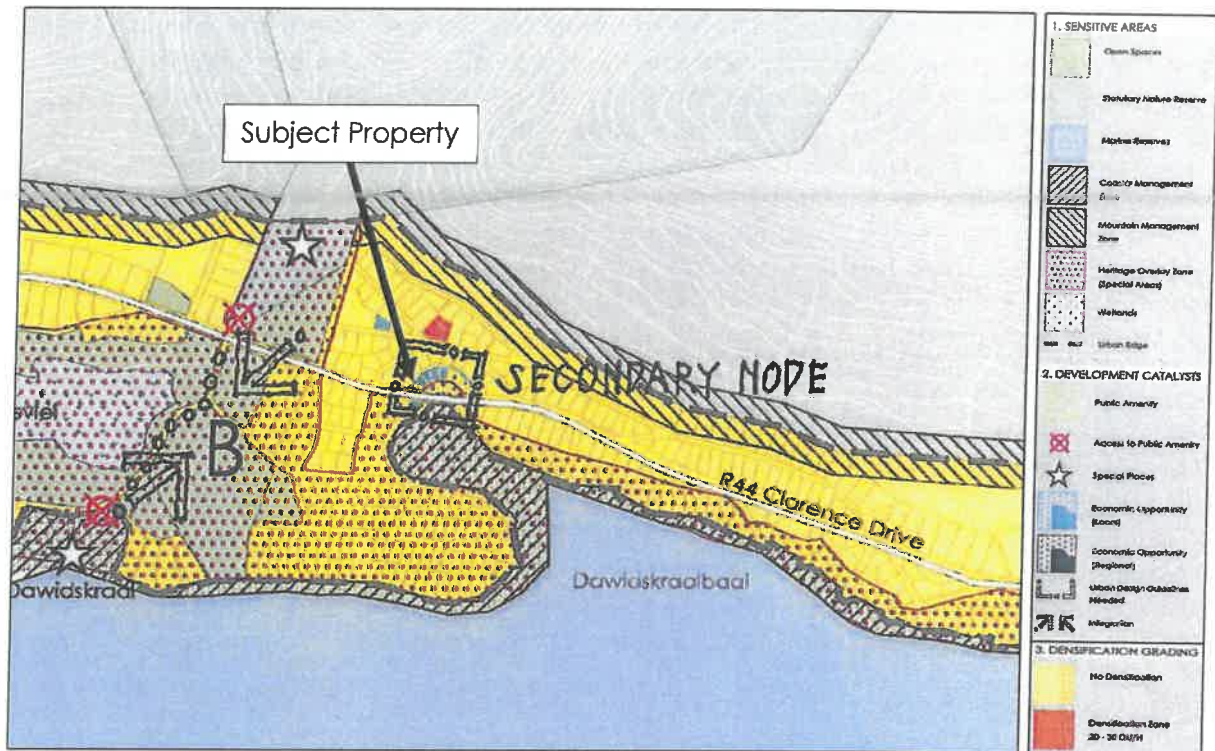 Subject Property
SECONDARY NODE
B
R44 Clarence Drive
Dawidskraal
Dawidskraalbaai
1. SENSITIVE AREAS
Open Spaces
Statutory Nature Reserve
Marine Reserves
Coastal Management
Zone
Mountain Management
Zone
Heritage Overlay Zone
(Special Areas)
Wetlands
Urban Edge
2. DEVELOPMENT CATALYSTS
Public Amenity
Access to Public Amenity
Special Places
Economic Opportunity
(Local)
Economic Opportunity
(Regional)
Urban Design Guidelines
Needed
Integration
3. DENSIFICATION GRADING
No Densification
Densification Zone
20 - 30 DU/H